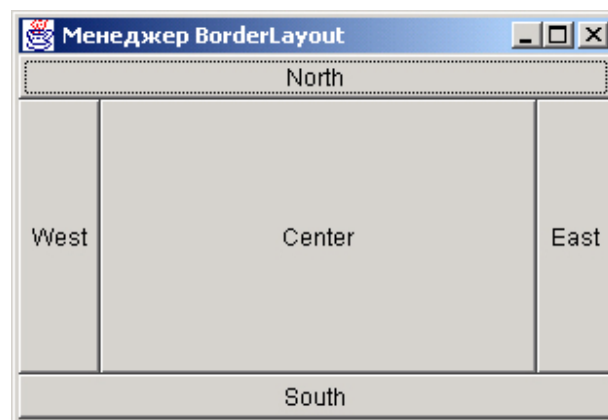 Менеджер BorderLayout
North
West Center East
South